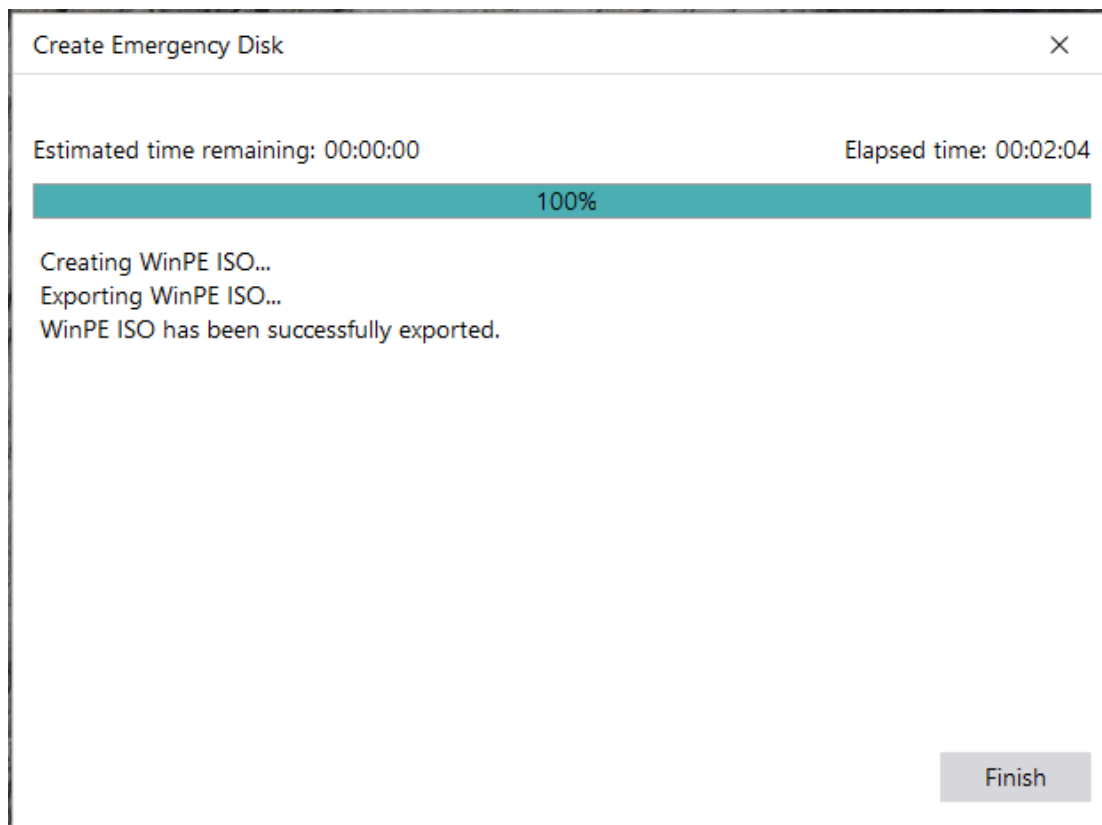 Create Emergency Disk
Estimated time remaining: 00:00:00 Elapsed time: 00:02:04
100%
Creating WinPE ISO...
Exporting WinPE ISO...
WinPE ISO has been successfully exported.
Finish